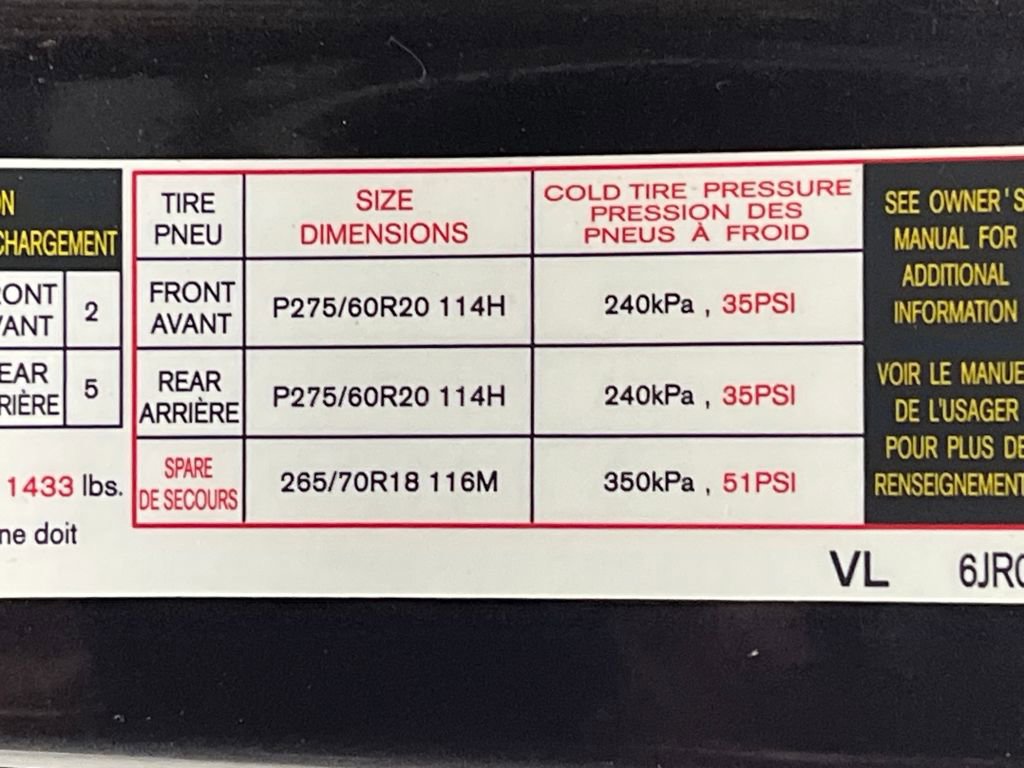 TIRE
PNEU
SIZE
DIMENSIONS
COLD TIRE PRESSURE
PRESSION DES
PNEUS À FROID
FRONT
AVANT
P275/60R20 114H
240kPa , 35PSI
REAR
ARRIÈRE
P275/60R20 114H
240kPa , 35PSI
SPARE
DE SECOURS
265/70R18 116M
350kPa , 51PSI
ON
CHARGEMENT
RONT
VANT
2
EAR
RIÈRE
5
1433 lbs.
ne doit
SEE OWNER'S
MANUAL FOR
ADDITIONAL
INFORMATION
VOIR LE MANUE
DE L'USAGER
POUR PLUS DE
RENSEIGNEMENT
VL 6JR